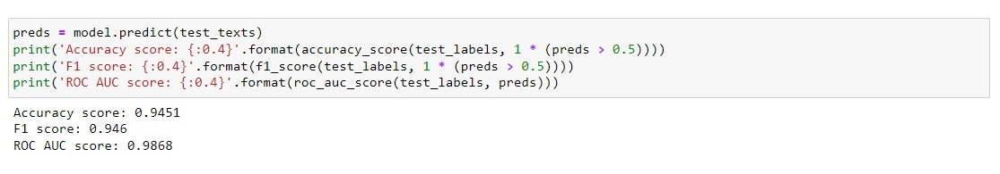 preds = model.predict(test_texts)
print('Accuracy score: {:0.4}'.format(accuracy_score(test_labels, 1 * (preds > 0.5))))
print('F1 score: {:0.4}'.format(f1_score(test_labels, 1 * (preds > 0.5))))
print('ROC AUC score: {:0.4}'.format(roc_auc_score(test_labels, preds)))
Accuracy score: 0.9451
F1 score: 0.946
ROC AUC score: 0.9868